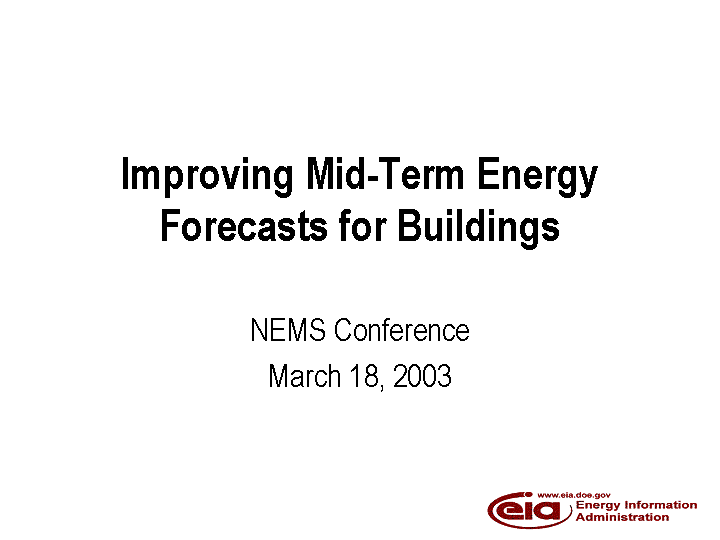 Improving Mid-Term Energy
Forecasts for Buildings
NEMS Conference
March 18, 2003
www.eia.doe.gov
eia
Energy Information
Administration